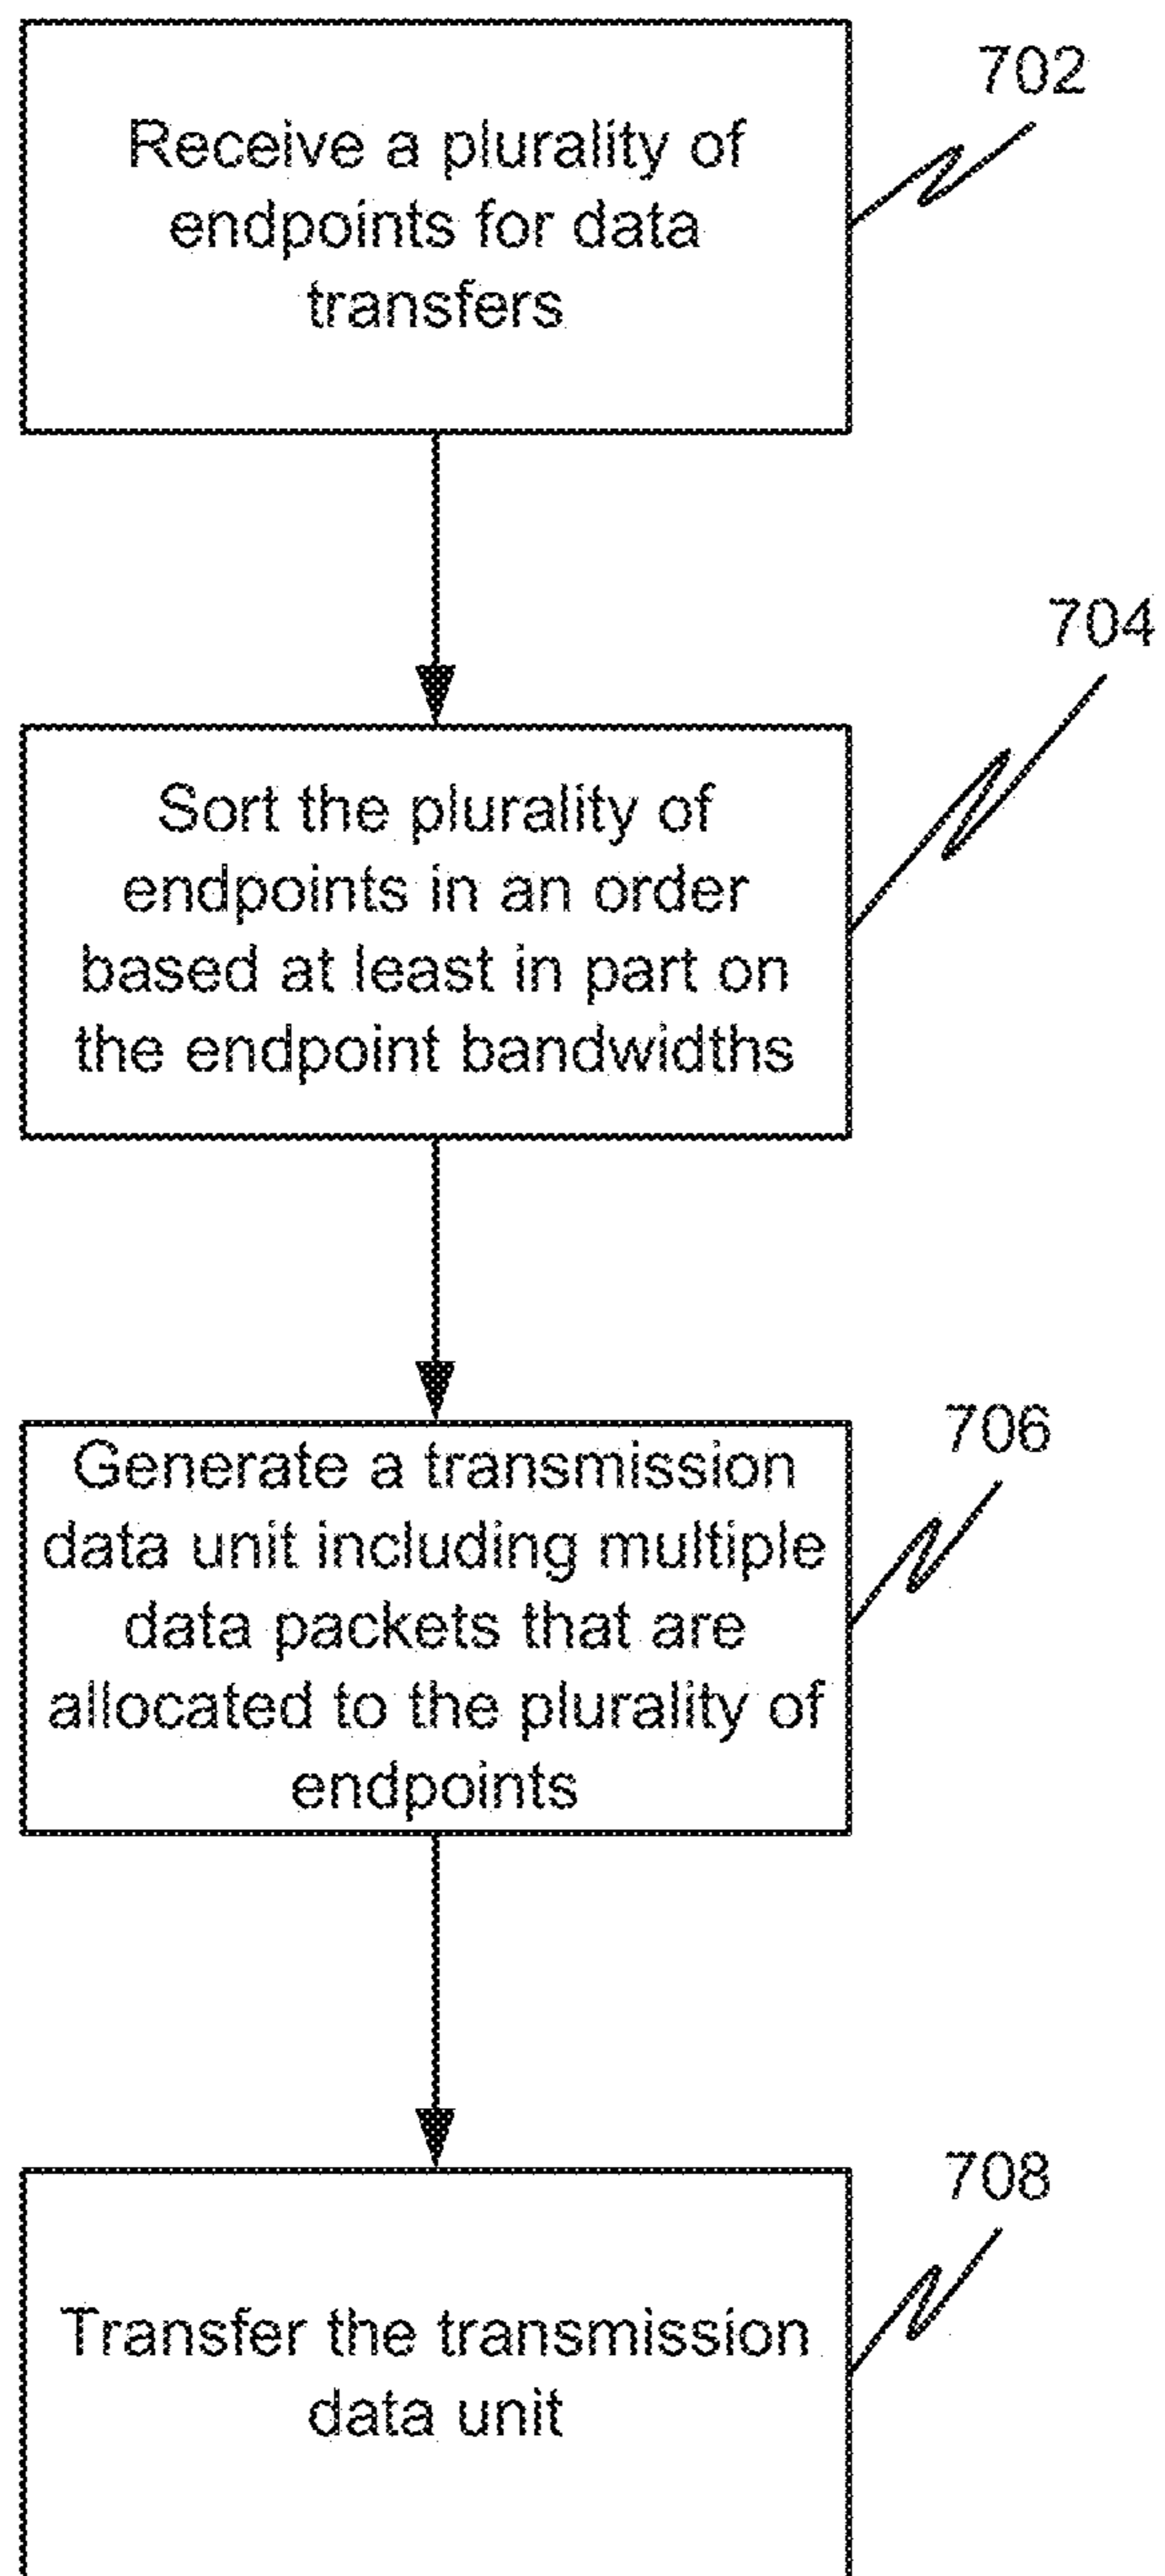 702
Receive a plurality of
endpoints for data
transfers
704
Sort the plurality of
endpoints in an order
based at least in part on
the endpoint bandwidths
706
Generate a transmission
data unit including multiple
data packets that are
allocated to the plurality of
endpoints
708
Transfer the transmission
data unit